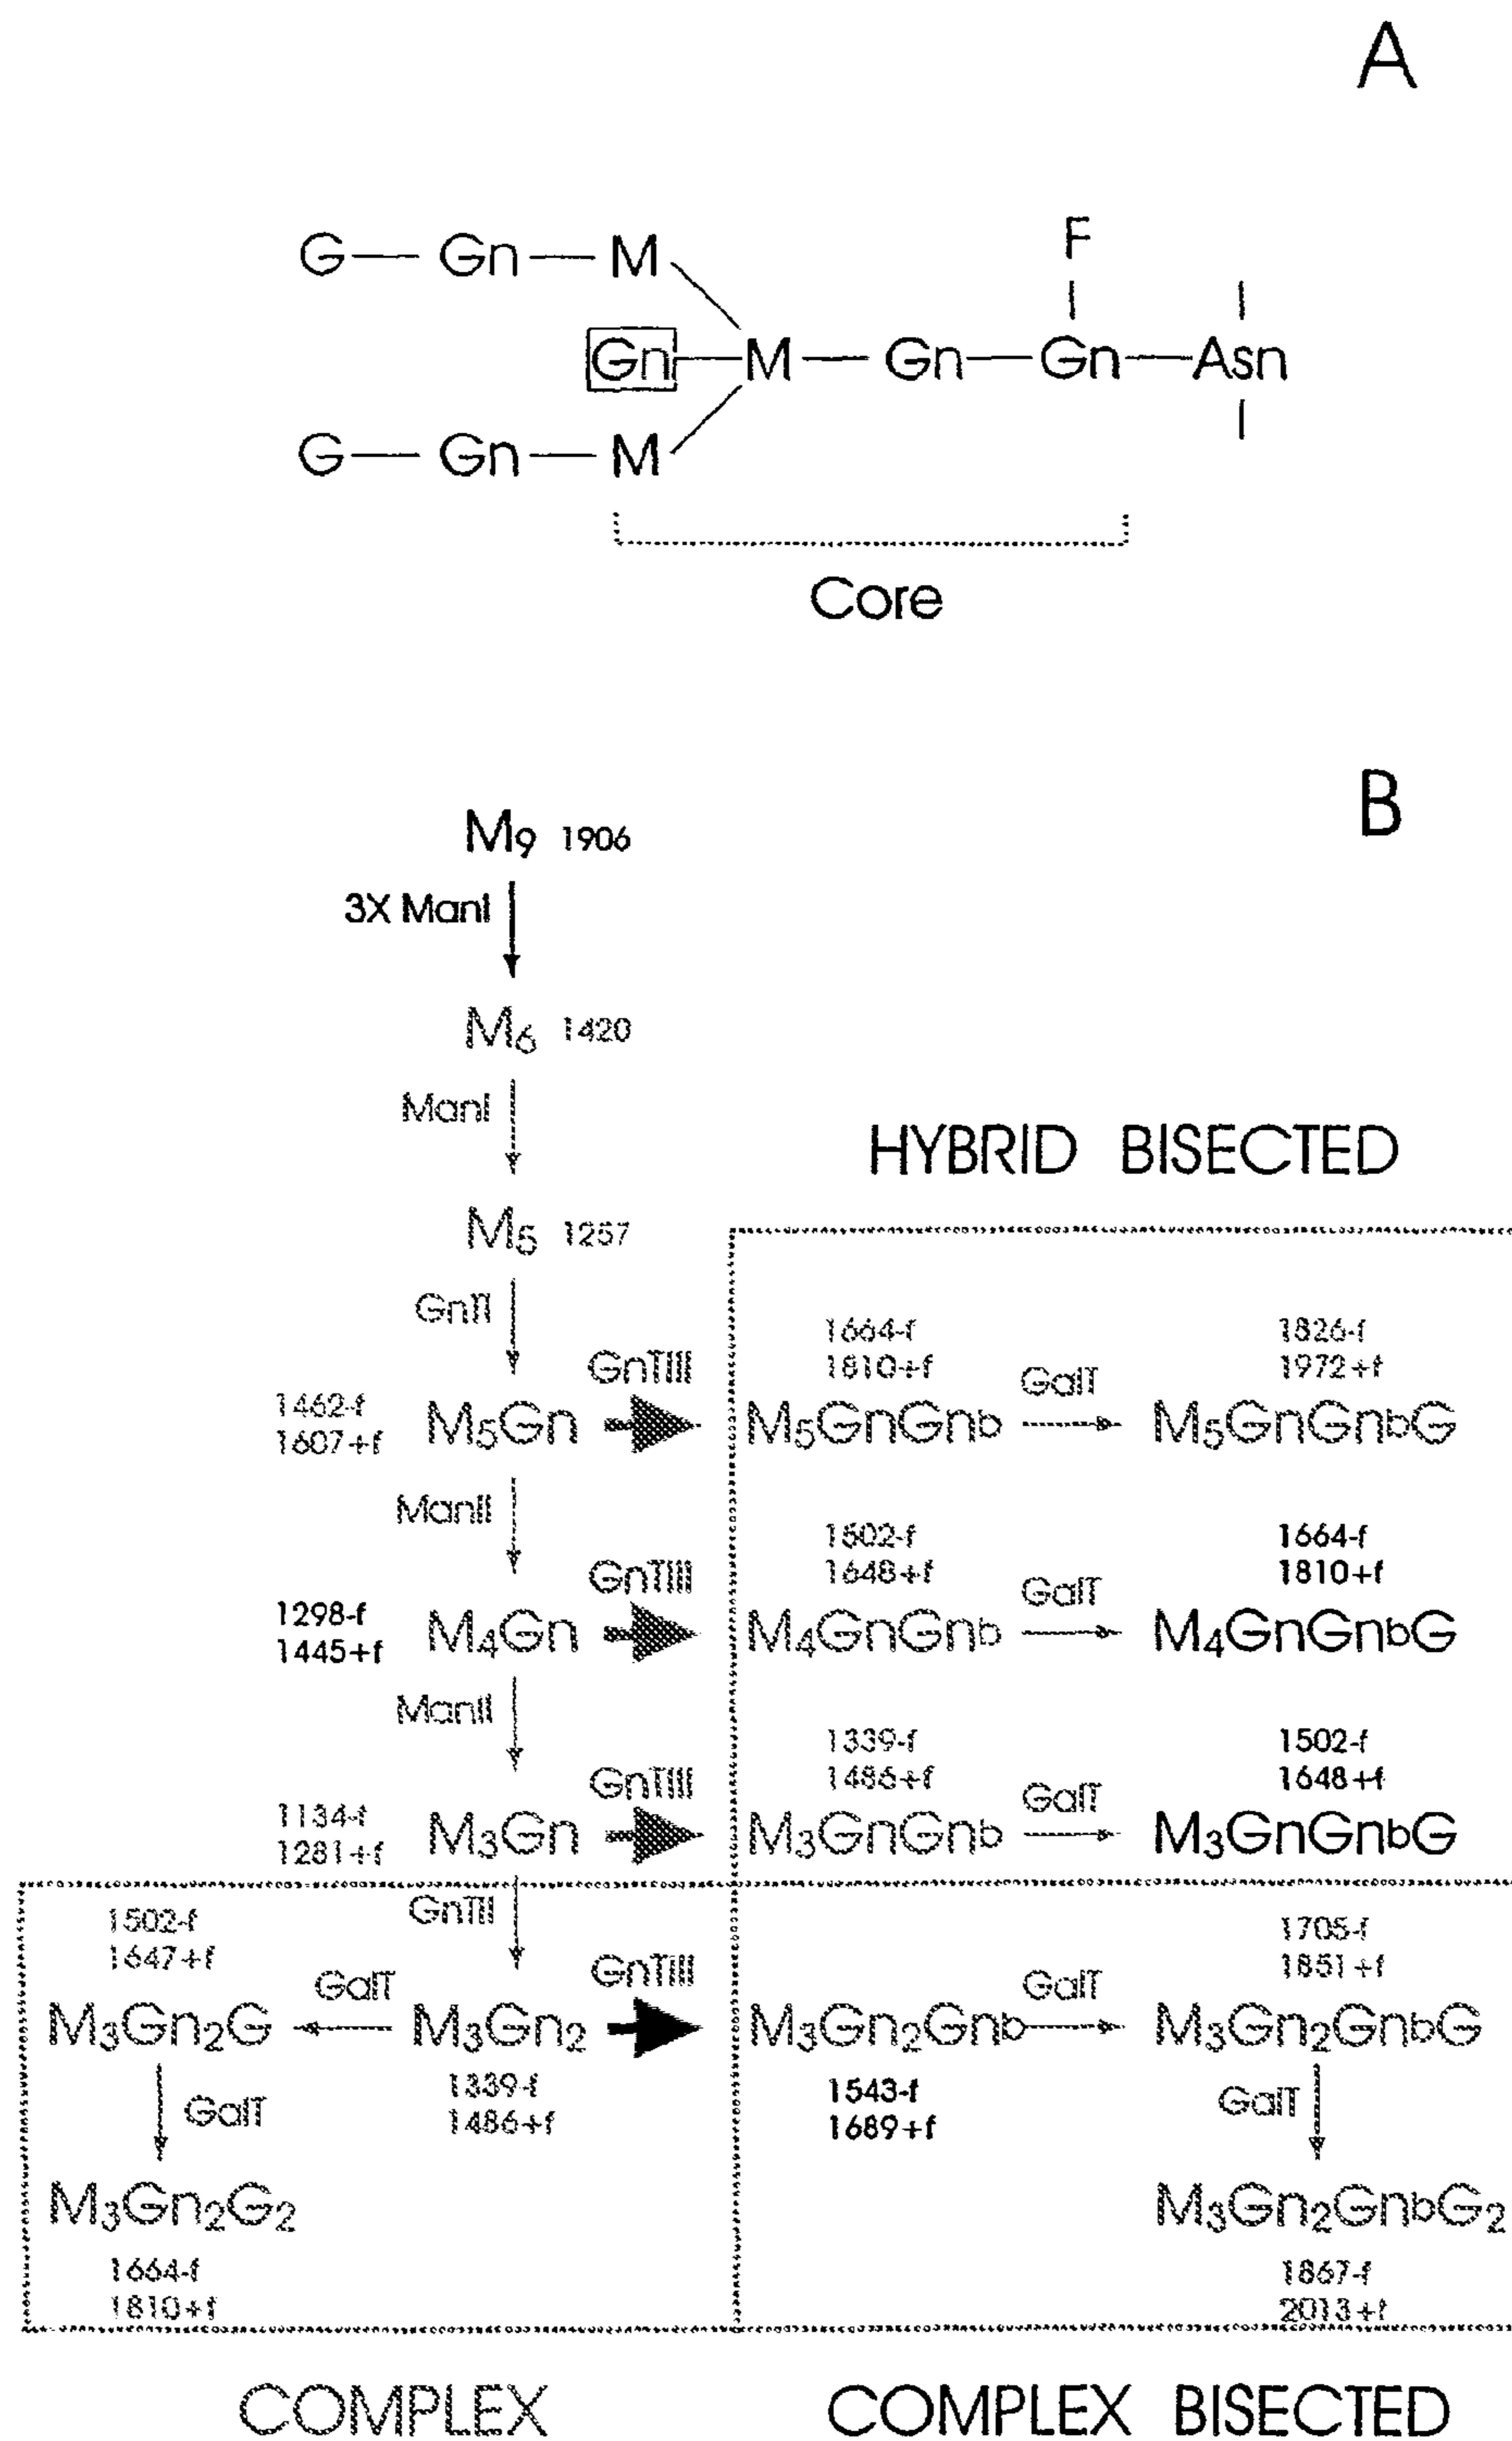 A
F
G — Gn — M
Gn — M — Gn — Gn — Asn
G — Gn — M
Core
B
M9 1906
3X ManI
M6 1420
ManI
HYBRID BISECTED
M5 1257
GnTI
1664-f
1810+f
1826-f
1972+f
GnTIII
GalT
1462-f
1607+f
M5Gn
M5GnGnb
M5GnGnbG
ManII
1502-f
1648+f
1664-f
1810+f
GnTIII
GalT
1298-f
1445+f
M4Gn
M4GnGnb
M4GnGnbG
ManII
1339-f
1486+f
1502-f
1648+f
GnTIII
GalT
1134-f
1281+f
M3Gn
M3GnGnb
M3GnGnbG
GnTII
1502-f
1647+f
1705-f
1851+f
GalT
GnTIII
GalT
M3Gn2G
M3Gn2
M3Gn2Gnb
M3Gn2GnbG
1339-f
1486+f
1543-f
1689+f
GalT
GalT
M3Gn2G2
M3Gn2GnbG2
1664-f
1810+f
1867-f
2013+f
COMPLEX
COMPLEX BISECTED